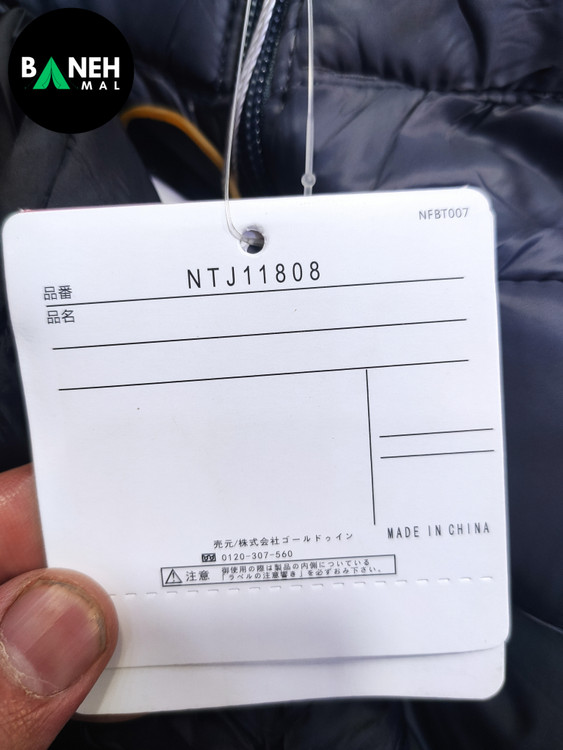 BANEH
MAL
NFBT007
品番 NTJ11808
品名
売元/株式会社ゴールドゥイン
0120-307-560
MADE IN CHINA
注意 御使用の際は製品の内側についている
「ラベルの注意書き」を必ずおみ下さい。